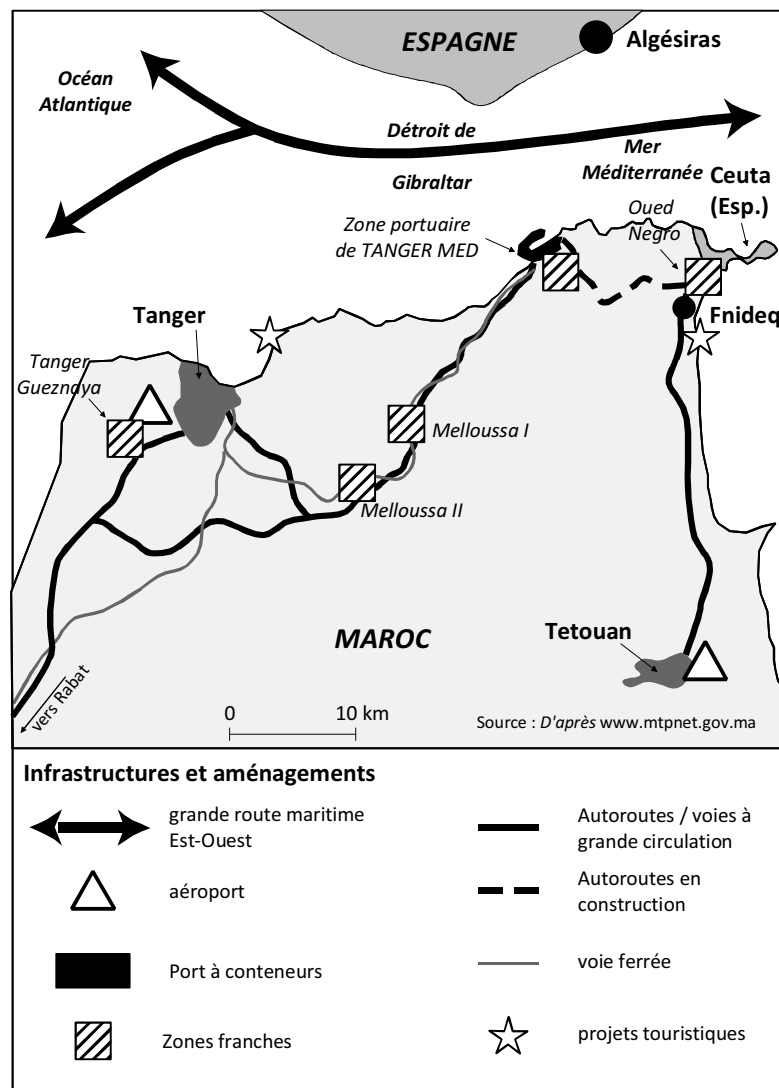 ESPAGNE
Algésiras
Océan
Atlantique
Détroit de
Gibraltar
Mer
Méditerranée
Ceuta
(Esp.)
Oued
Negro
Zone portuaire
de TANGER MED
Tanger
Fnideq
Tanger
Gueznaya
Melloussa I
Melloussa II
MAROC
Tetouan
vers Rabat
0 10 km
Source : D'après www.mtpnet.gov.ma
Infrastructures et aménagements
grande route maritime
Est-Ouest
Autoroutes / voies à
grande circulation
aéroport
Autoroutes en
construction
Port à conteneurs
voie ferrée
Zones franches
projets touristiques